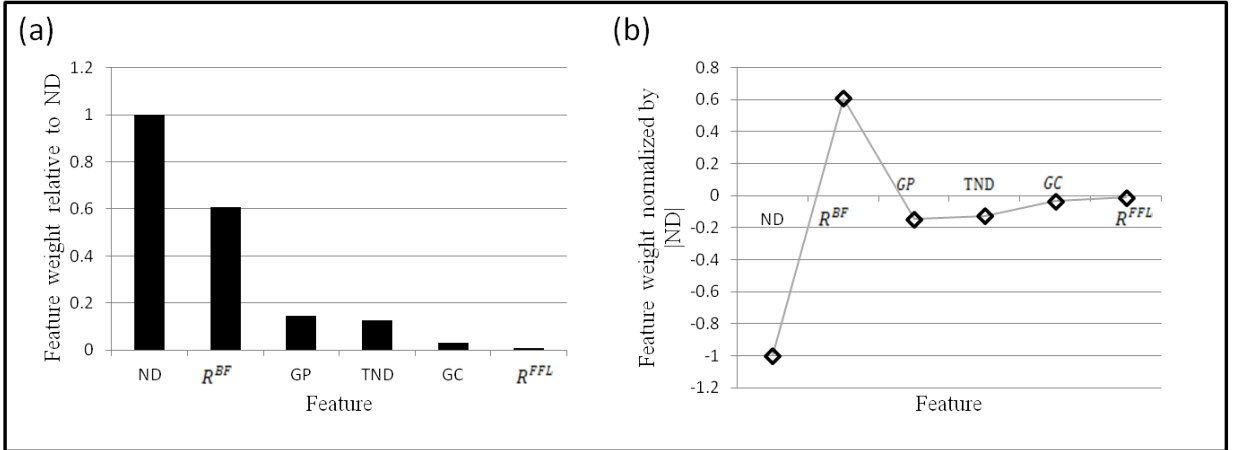 (a)
Feature weight relative to ND
1.2
1
0.8
0.6
0.4
0.2
0
ND R^BF GP TND GC R^FFL
Feature
(b)
Feature weight normalized by
|ND|
0.8
0.6
0.4
0.2
0
-0.2
-0.4
-0.6
-0.8
-1
-1.2
GP TND GC
ND R^BF R^FFL
Feature